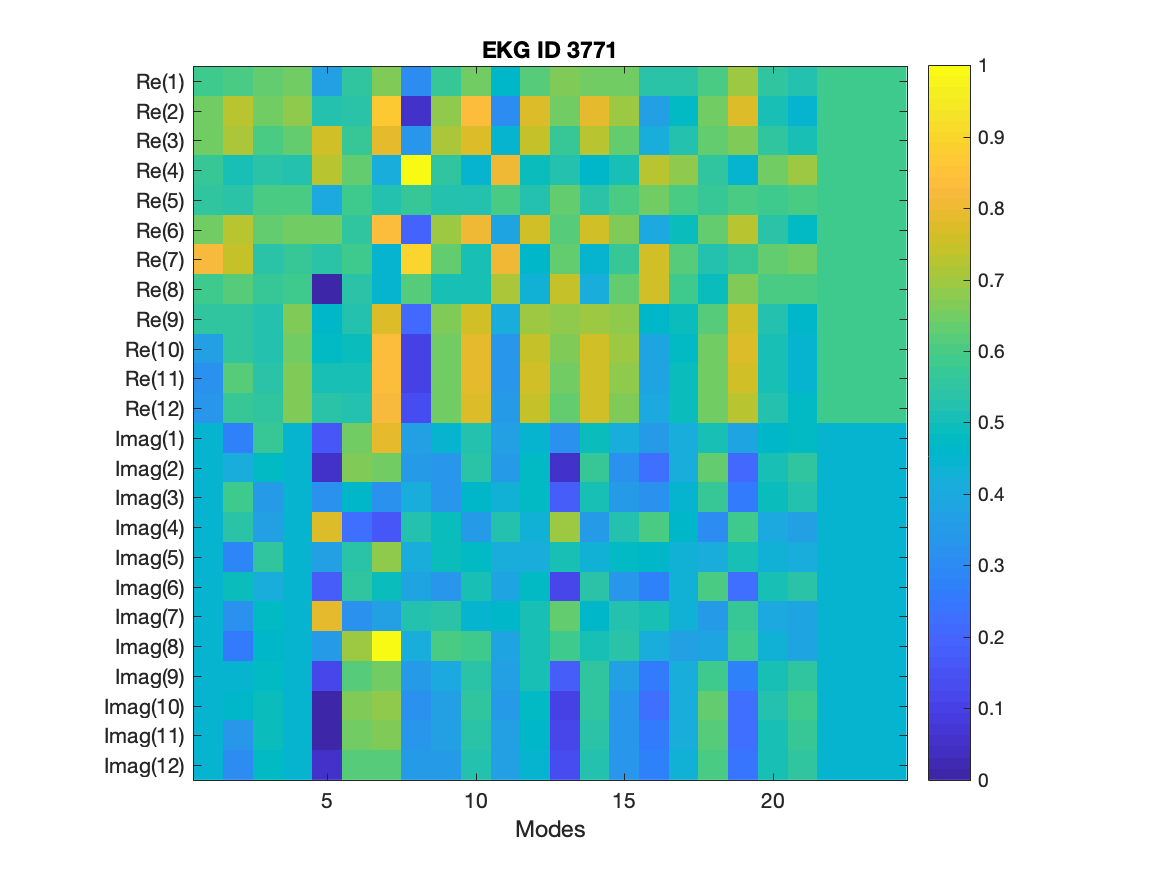 EKG ID 3771
Re(1)
Re(2)
Re(3)
Re(4)
Re(5)
Re(6)
Re(7)
Re(8)
Re(9)
Re(10)
Re(11)
Re(12)
Imag(1)
Imag(2)
Imag(3)
Imag(4)
Imag(5)
Imag(6)
Imag(7)
Imag(8)
Imag(9)
Imag(10)
Imag(11)
Imag(12)
5 10 15 20
Modes
1
0.9
0.8
0.7
0.6
0.5
0.4
0.3
0.2
0.1
0